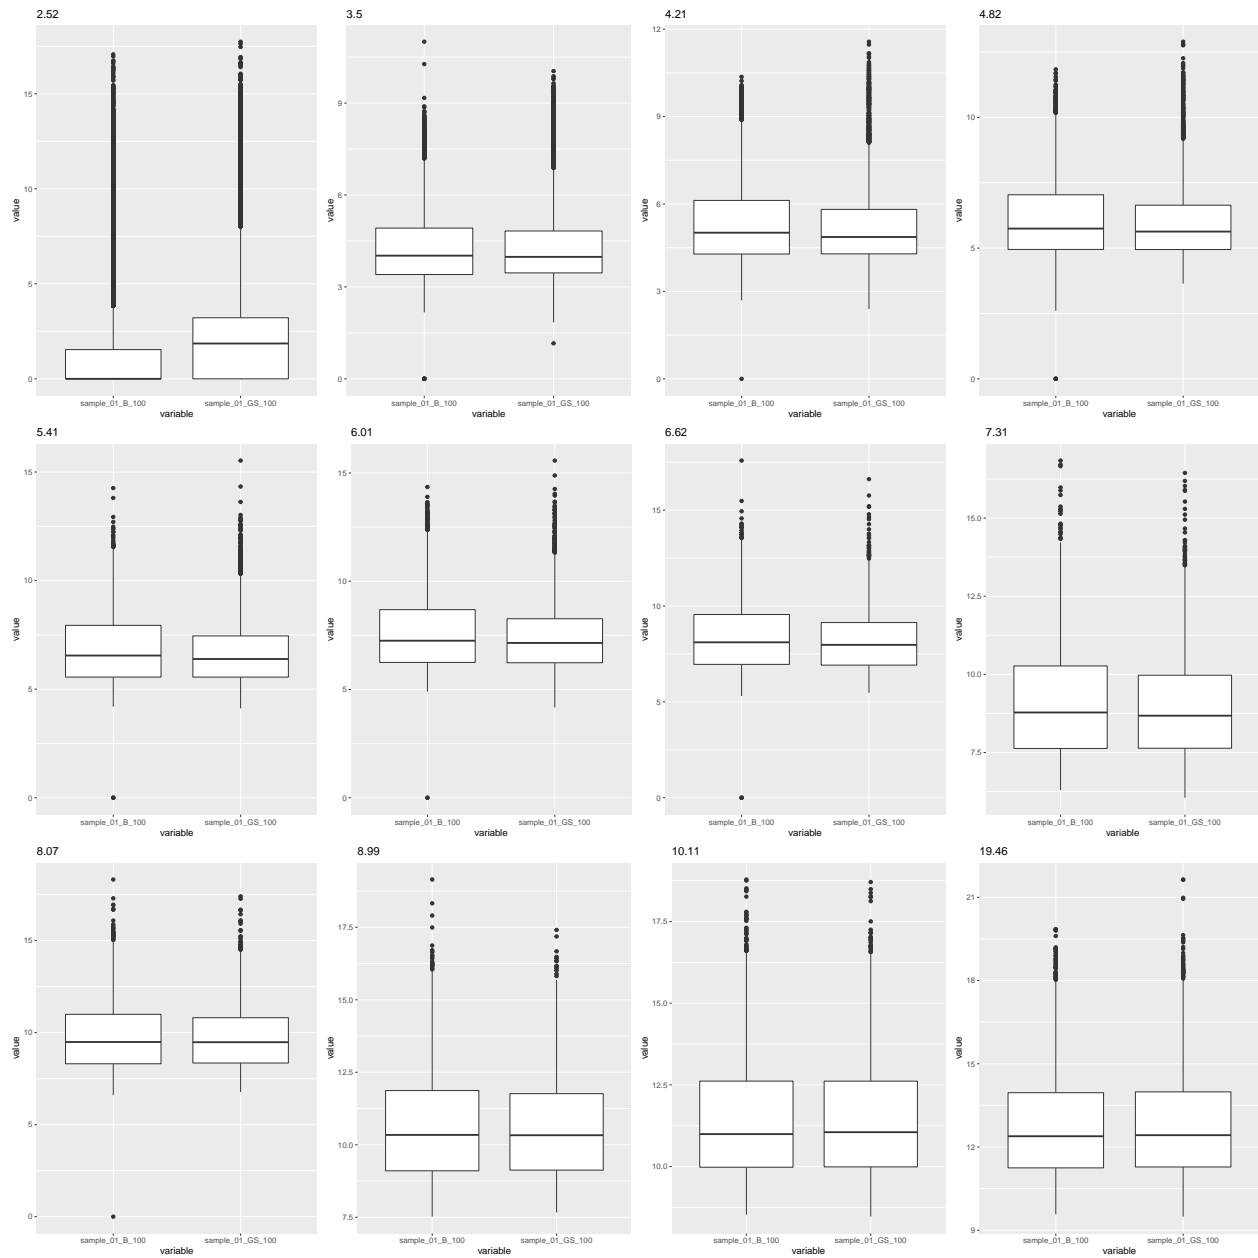 2.52
3.5
4.21
4.82
value
15
10
5
0
sample_01_B_100
sample_01_GS_100
variable
value
9
6
3
0
sample_01_B_100
sample_01_GS_100
variable
value
12
9
6
3
0
sample_01_B_100
sample_01_GS_100
variable
value
10
5
0
sample_01_B_100
sample_01_GS_100
variable
5.41
6.01
6.62
7.31
value
15
10
5
0
sample_01_B_100
sample_01_GS_100
variable
value
15
10
5
0
sample_01_B_100
sample_01_GS_100
variable
value
15
10
5
0
sample_01_B_100
sample_01_GS_100
variable
value
15.0
12.5
10.0
7.5
sample_01_B_100
sample_01_GS_100
variable
8.07
8.99
10.11
19.46
value
15
10
5
0
sample_01_B_100
sample_01_GS_100
variable
value
17.5
15.0
12.5
10.0
7.5
sample_01_B_100
sample_01_GS_100
variable
value
17.5
15.0
12.5
10.0
sample_01_B_100
sample_01_GS_100
variable
value
21
18
15
12
9
sample_01_B_100
sample_01_GS_100
variable